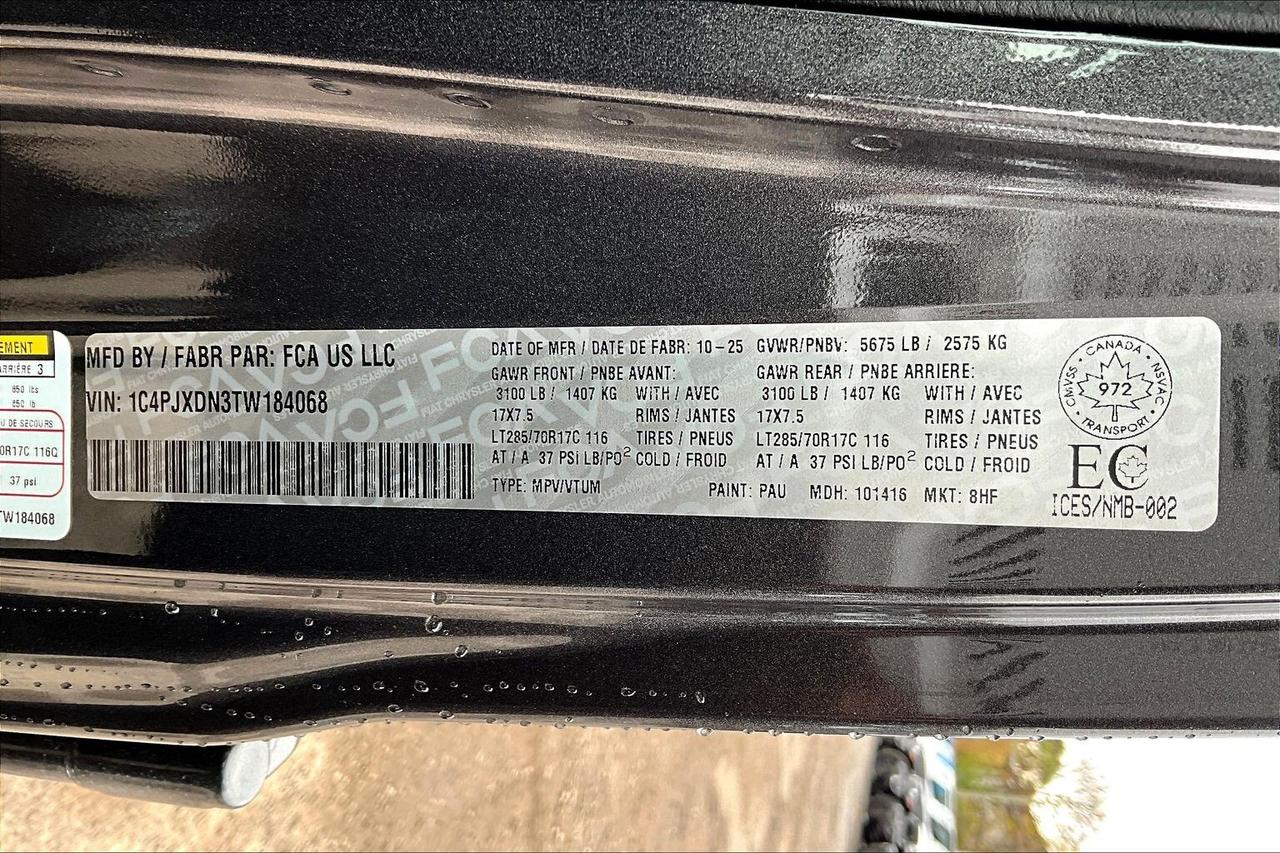 EMENT
ARRIÈRE 3
850 lbs
850 lb
U DE SECOURS
0R17C 116Q
37 psi
TW184068
MFD BY / FABR PAR: FCA US LLC
VIN: 1C4PJXDN3TW184068
DATE OF MFR / DATE DE FABR: 10-25 GVWR/PNBV: 5675 LB / 2575 KG
GAWR FRONT / PNBE AVANT: GAWR REAR / PNBE ARRIERE:
3100 LB / 1407 KG WITH / AVEC 3100 LB / 1407 KG WITH / AVEC
17X7.5 RIMS / JANTES 17X7.5 RIMS / JANTES
LT285/70R17C 116 TIRES / PNEUS LT285/70R17C 116 TIRES / PNEUS
AT / A 37 PSI LB/PO² COLD / FROID AT / A 37 PSI LB/PO² COLD / FROID
TYPE: MPV/VTUM PAINT: PAU MDH: 101416 MKT: 8HF
CANADA
CMVSS 972 NSVAC
TRANSPORT
EC
ICES/NMB-002